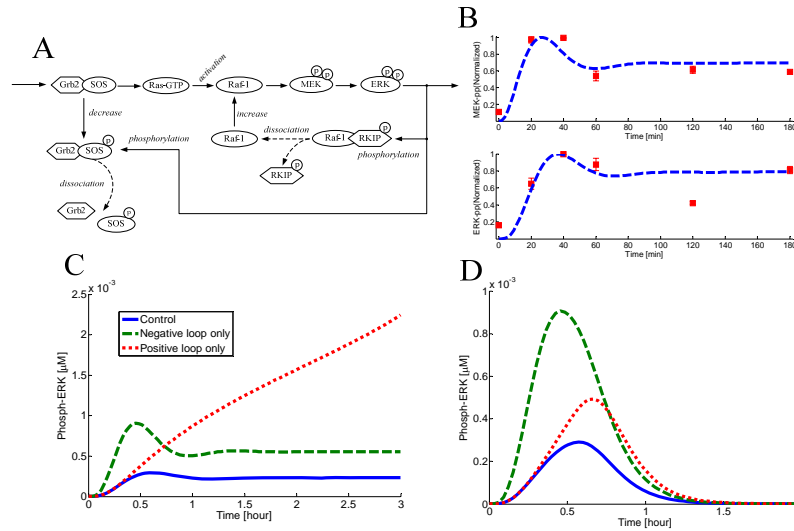 A
activation
Grb2 SOS Ras-GTP Raf-1 MEK P P ERK P P
decrease
increase
dissociation
Grb2 SOS P
phosphorylation
Raf-1
Raf-1 RKIP P
phosphorylation
dissociation
RKIP P
Grb2
SOS P
B
MEK-pp(Normalized)
1
0.8
0.6
0.4
0.2
0 20 40 60 80 100 120 140 160 180
Time [min]
ERK-pp(Normalized)
1
0.8
0.6
0.4
0.2
0 20 40 60 80 100 120 140 160 180
Time [min]
C
x 10⁻³
2.5
2
1.5
1
0.5
0
Phosph-ERK [µM]
Control
Negative loop only
Positive loop only
0 0.5 1 1.5 2 2.5 3
Time [hour]
D
x 10⁻³
1
0.8
0.6
0.4
0.2
0
Phosph-ERK [µM]
0 0.5 1 1.5
Time [hour]